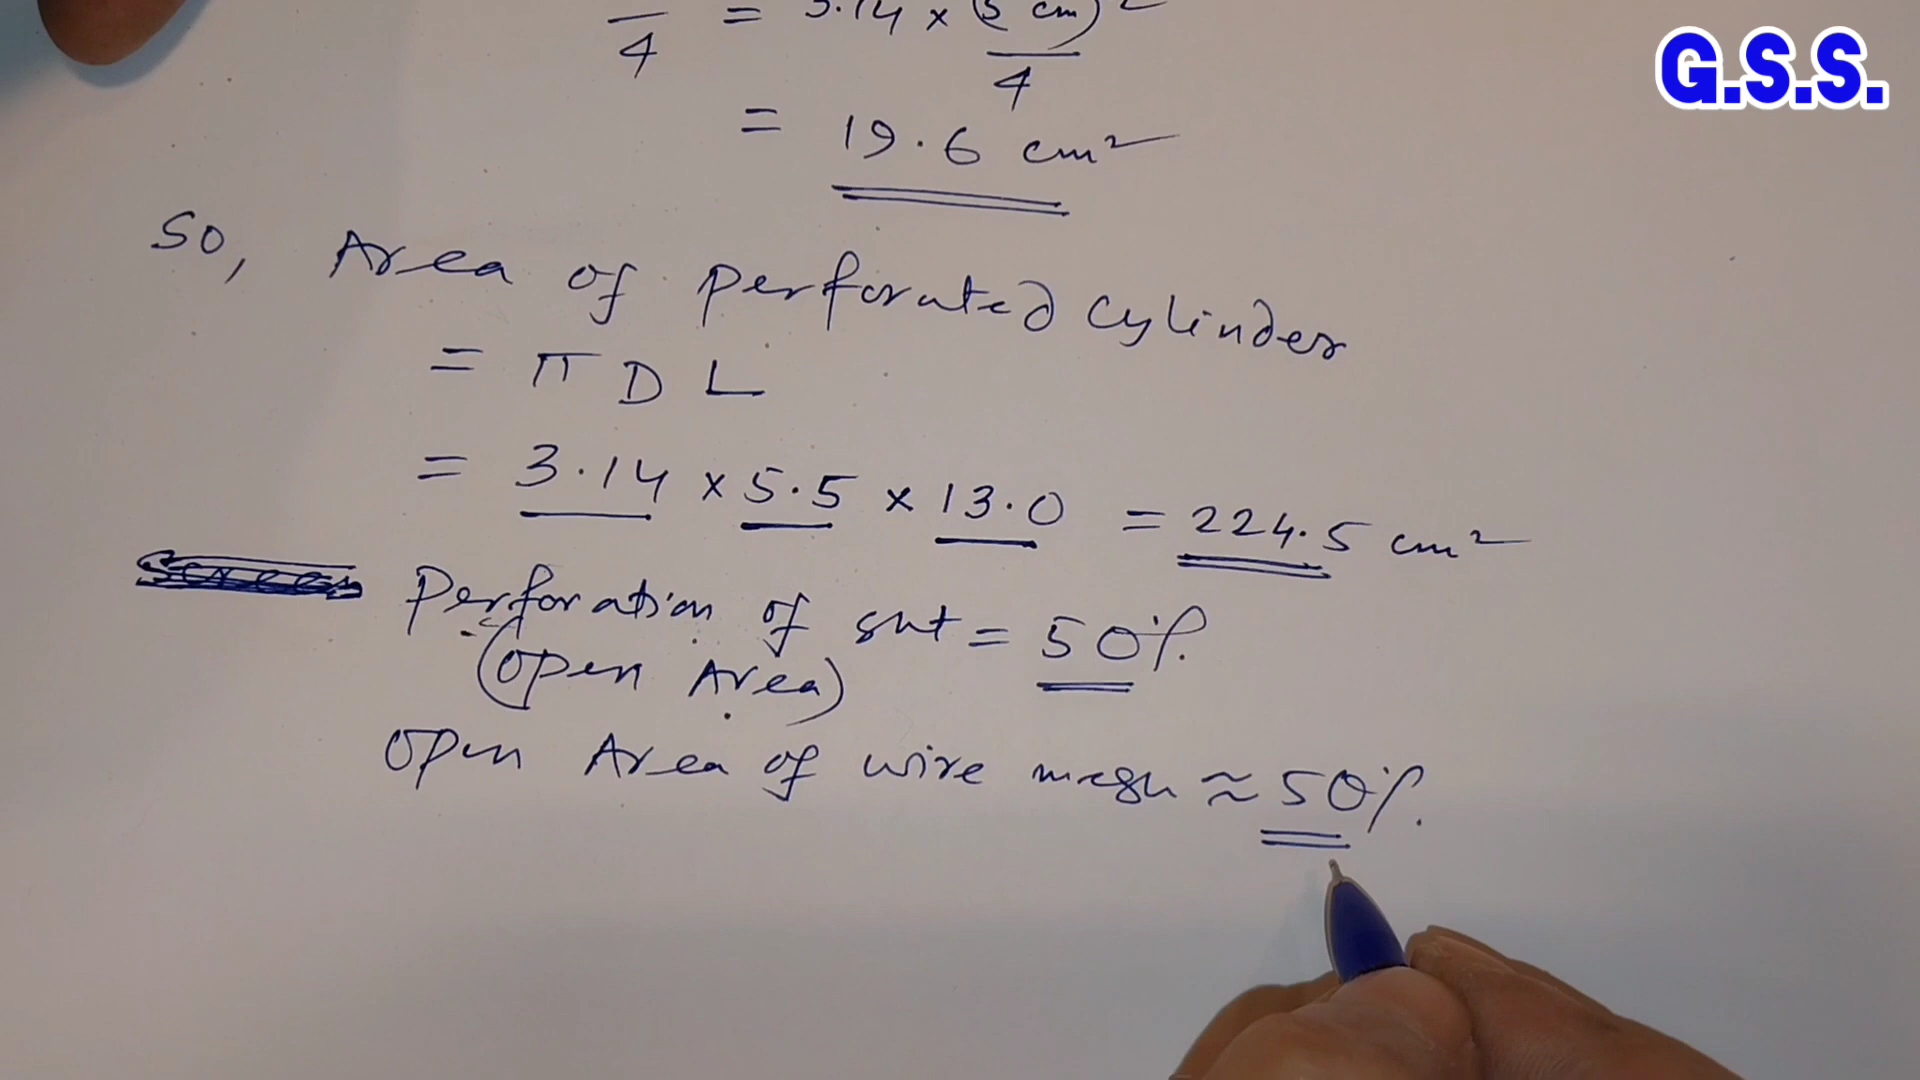 G.S.S.
4 = 3.14 × (5 cm)²
4
= 19.6 cm²
So, Area of perforated cylinder
= π D L
= 3.14 × 5.5 × 13.0 = 224.5 cm²
Perforation of sht = 50%.
(Open Area)
Open Area of wire mesh ≈ 50%.